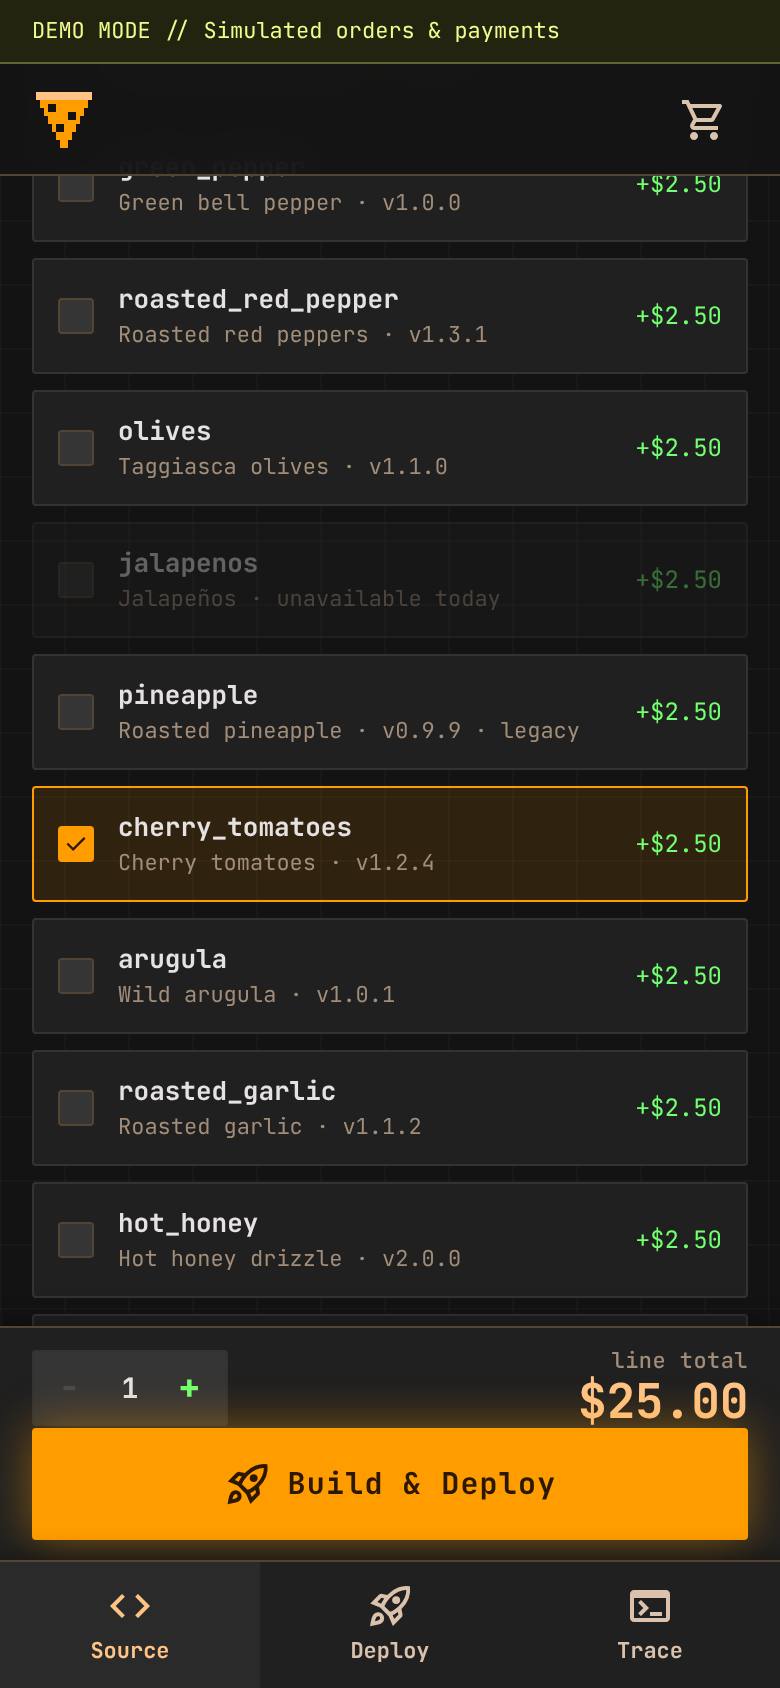 DEMO MODE // Simulated orders & payments
green_pepper
+$2.50
Green bell pepper · v1.0.0
roasted_red_pepper
Roasted red peppers · v1.3.1
+$2.50
olives
Taggiasca olives · v1.1.0
+$2.50
jalapenos
Jalapeños · unavailable today
+$2.50
pineapple
Roasted pineapple · v0.9.9 · legacy
+$2.50
cherry_tomatoes
Cherry tomatoes · v1.2.4
+$2.50
arugula
Wild arugula · v1.0.1
+$2.50
roasted_garlic
Roasted garlic · v1.1.2
+$2.50
hot_honey
Hot honey drizzle · v2.0.0
+$2.50
- 1 +
line total
$25.00
Build & Deploy
Source
Deploy
Trace